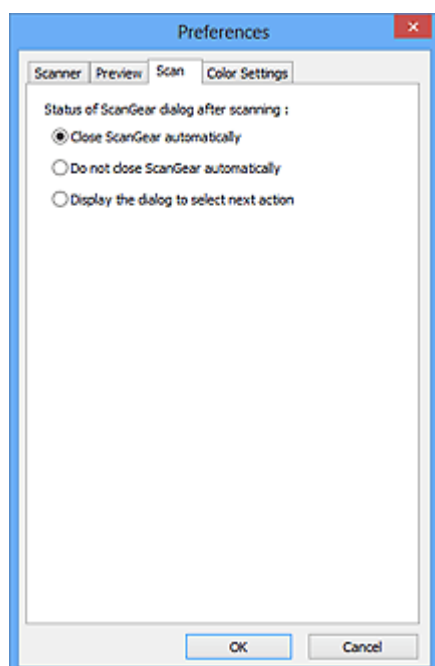 Preferences
Scanner Preview Scan Color Settings
Status of ScanGear dialog after scanning :
Close ScanGear automatically
Do not close ScanGear automatically
Display the dialog to select next action
OK Cancel